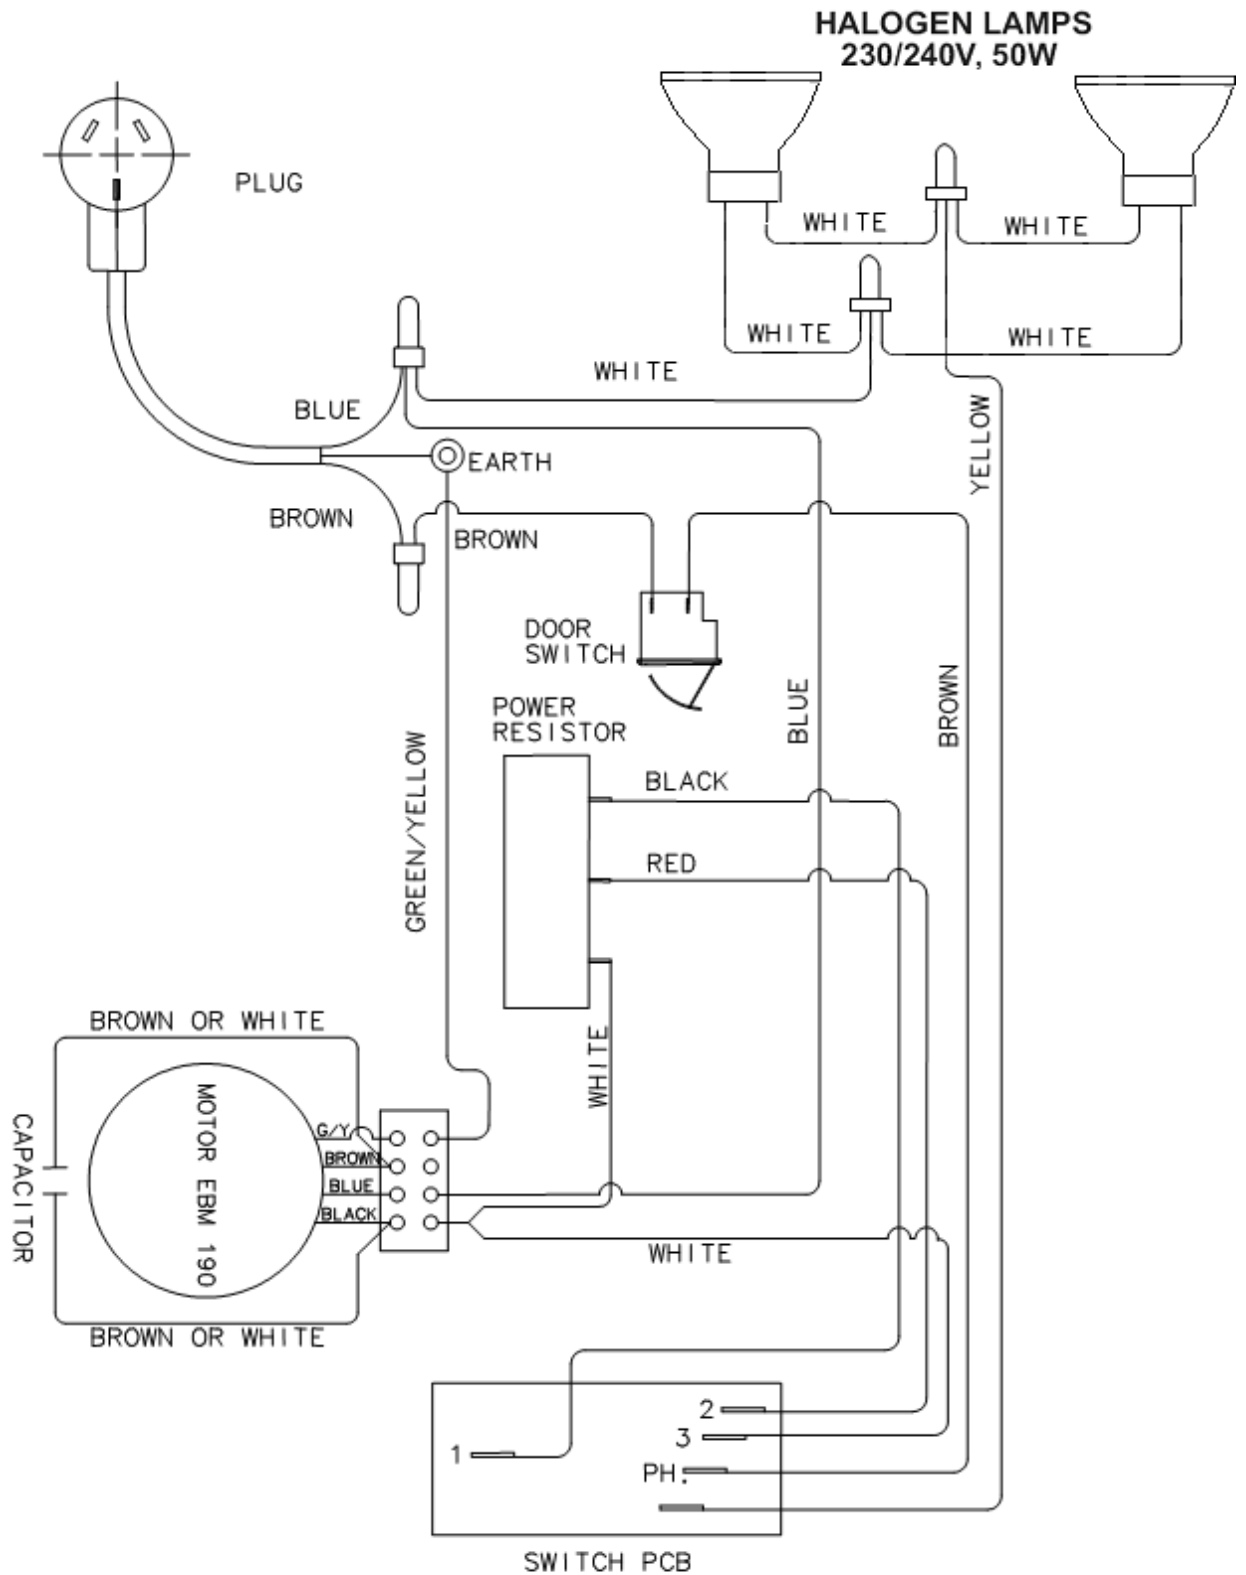 HALOGEN LAMPS
230/240V, 50W
PLUG
WHITE
WHITE
WHITE
WHITE
WHITE
BLUE
YELLOW
EARTH
BROWN
BROWN
DOOR
SWITCH
BLUE
BROWN
POWER
RESISTOR
GREEN/YELLOW
BLACK
RED
BROWN OR WHITE
WHITE
CAPACITOR
MOTOR EBM 190
G/Y
BROWN
BLUE
BLACK
WHITE
BROWN OR WHITE
2
3
1
PH.
SWITCH PCB